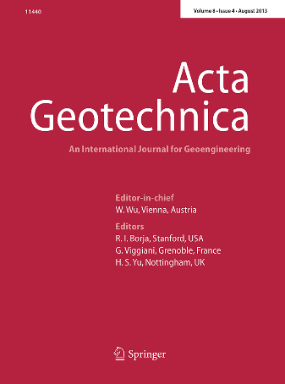 11440
Volume 8 • Issue 4 • August 2013
Acta
Geotechnica
An International Journal for Geoengineering
Editor-in-chief
W. Wu, Vienna, Austria
Editors
R. I. Borja, Stanford, USA
G. Viggiani, Grenoble, France
H. S. Yu, Nottingham, UK
Springer